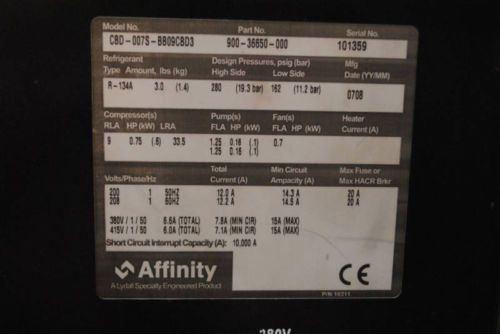 Model No. Part No. Serial No.
CBD-007S-BB09CBD3 900-36650-000 101359
Refrigerant Design Pressures, psig (bar) Mfg
Type Amount, lbs (kg) High Side Low Side Date (YY/MM)
R-134A 3.0 (1.4) 280 (19.3 bar) 162 (11.2 bar) 0708
Compressor(s) Pump(s) Fan(s) Heater
RLA HP (kW) LRA FLA HP (kW) FLA HP (kW) Current (A)
9 0.75 (.6) 33.5 1.25 0.16 (.1) 0.7
1.25 0.16 (.1)
Total Min Circuit Max Fuse or
Volts/Phase/Hz Current (A) Ampacity (A) Max HACR Brkr
200 1 50HZ 12.0 A 14.3 A 20 A
208 1 60HZ 12.2 A 14.5 A 20 A
380V / 1 / 50 6.6A (TOTAL) 7.8A (MIN CIR) 15A (MAX)
415V / 1 / 50 6.0A (TOTAL) 7.1A (MIN CIR) 15A (MAX)
Short Circuit Interrupt Capacity (A) 10,000 A
Affinity
A Lydall Specialty Engineered Product
CE
P/N 16211
380V